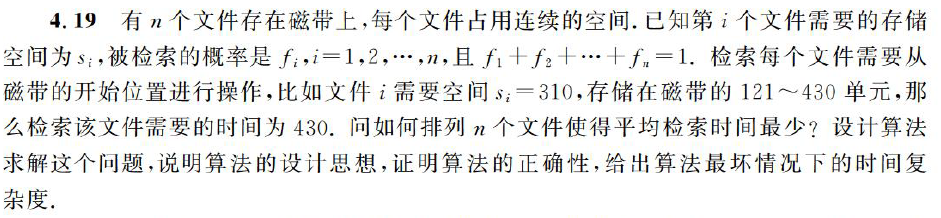 4.19 有 n 个文件存在磁带上,每个文件占用连续的空间.已知第 i 个文件需要的存储
空间为 s_i,被检索的概率是 f_i,i=1,2,…,n,且 f_1+f_2+…+f_n=1. 检索每个文件需要从
磁带的开始位置进行操作,比如文件 i 需要空间 s_i=310,存储在磁带的 121~430 单元,那
么检索该文件需要的时间为 430. 问如何排列 n 个文件使得平均检索时间最少? 设计算法
求解这个问题,说明算法的设计思想,证明算法的正确性,给出算法最坏情况下的时间复
杂度.